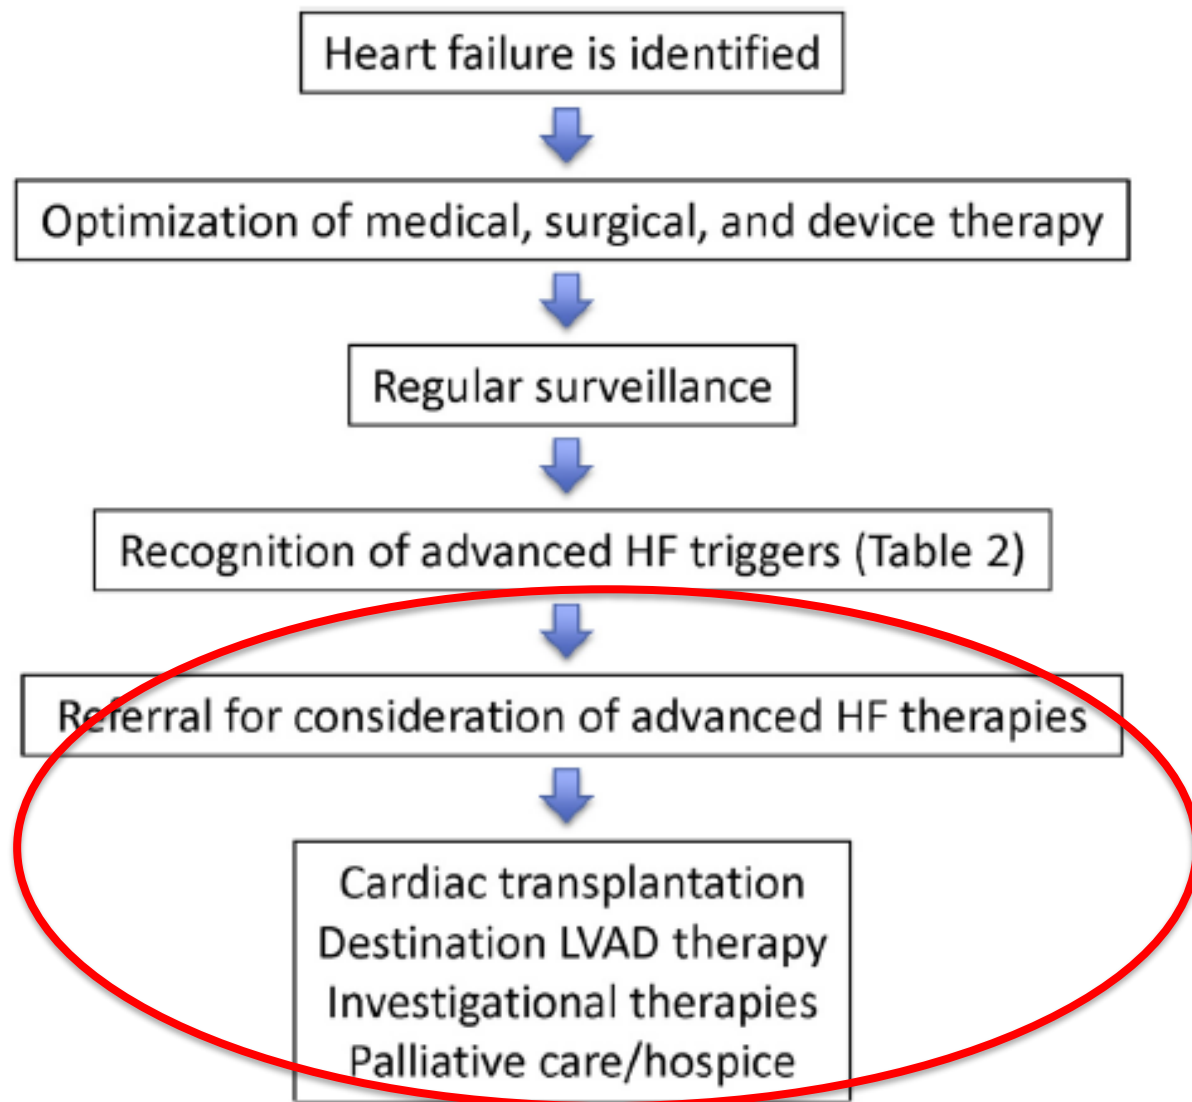 Heart failure is identified
Optimization of medical, surgical, and device therapy
Regular surveillance
Recognition of advanced HF triggers (Table 2)
Referral for consideration of advanced HF therapies
Cardiac transplantation
Destination LVAD therapy
Investigational therapies
Palliative care/hospice